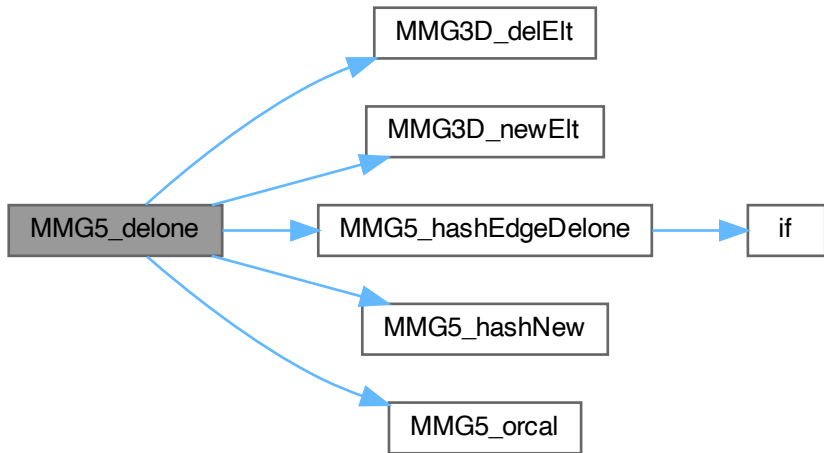 MMG3D_delElt
MMG3D_newElt
MMG5_delone
MMG5_hashEdgeDelone
if
MMG5_hashNew
MMG5_orcal